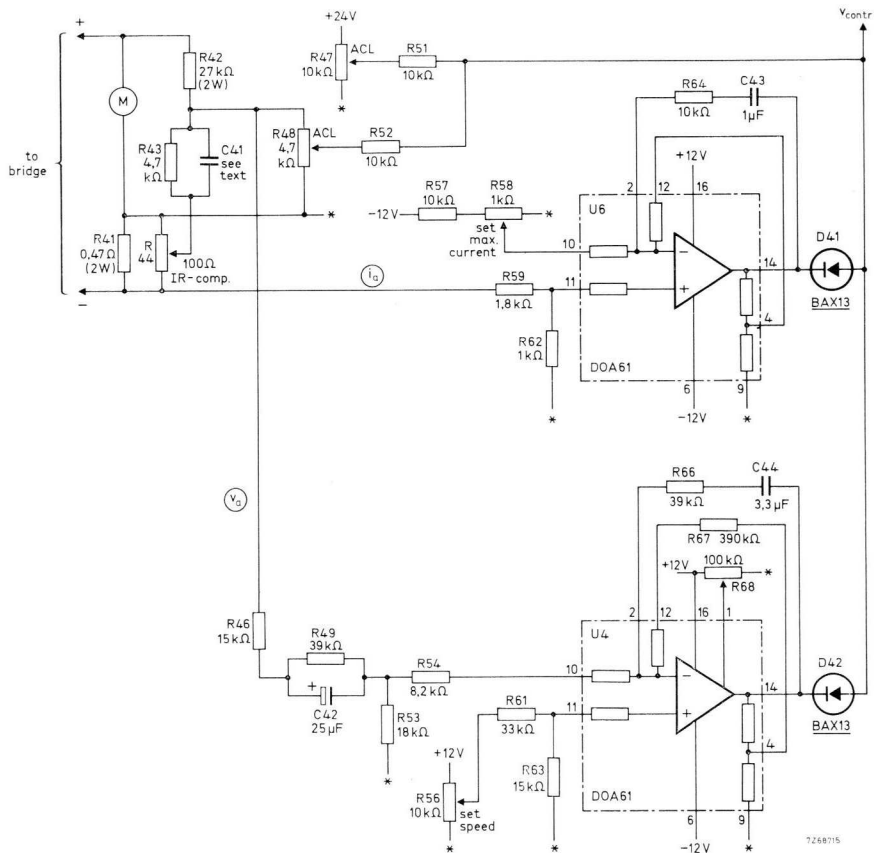 +
to
bridge
M
R42
27kΩ
(2W)
R43
4,7
kΩ
C41
see
text
R41
0,47Ω
(2W)
R
44
100Ω
IR-comp.
−
+24V
R47
10kΩ
ACL
*
R51
10kΩ
R48
4,7
kΩ
ACL
R52
10kΩ
*
R57
10kΩ
R58
1kΩ
-12V
*
set
max.
current
ia
R59
1,8kΩ
R62
1kΩ
*
vcontr
R64
10kΩ
C43
1µF
+12V
2
12
16
U6
10
11
−
+
14
4
6
9
DOA61
-12V
*
D41
BAX13
va
R46
15kΩ
R49
39kΩ
+
C42
25µF
R54
8,2kΩ
R53
18kΩ
*
R61
33kΩ
+12V
R56
10kΩ
set
speed
*
R63
15kΩ
*
R66
39kΩ
C44
3,3µF
R67 390kΩ
100kΩ
+12V
*
R68
2
12
16
1
U4
10
11
−
+
14
4
6
9
DOA61
-12V
*
D42
BAX13
7Z68715